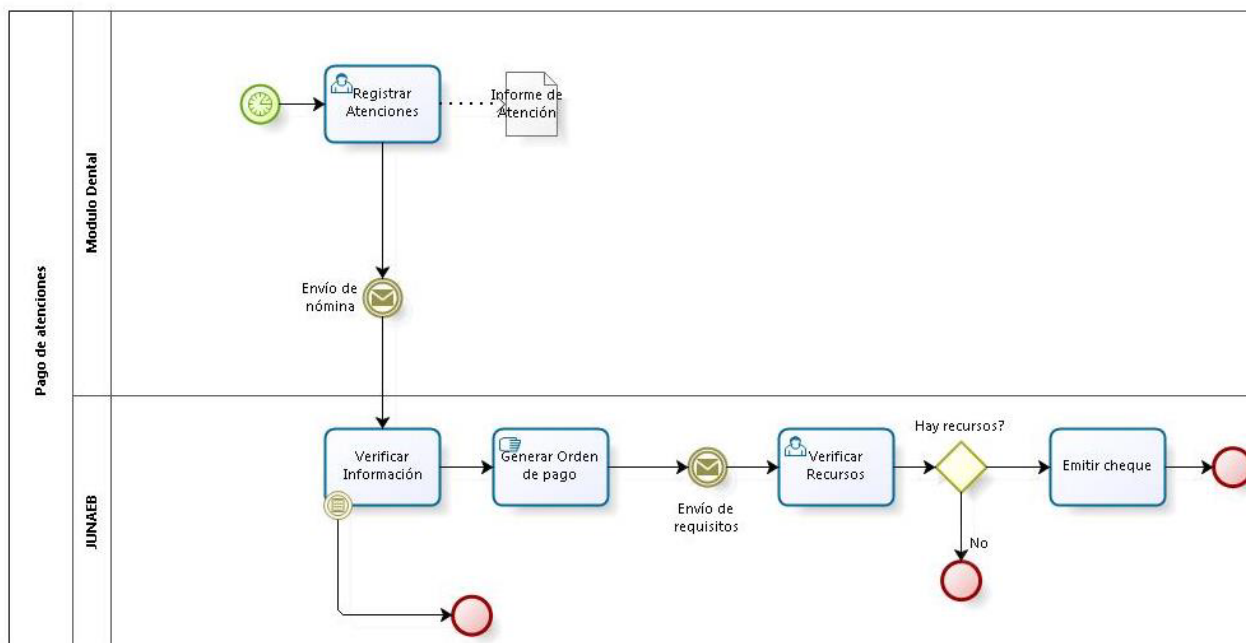 Pago de atenciones
Modulo Dental
Registrar
Atenciones
Informe de
Atención
Envío de
nómina
JUNAEB
Verificar
Información
Generar Orden
de pago
Envío de
requisitos
Verificar
Recursos
Hay recursos?
No
Emitir cheque